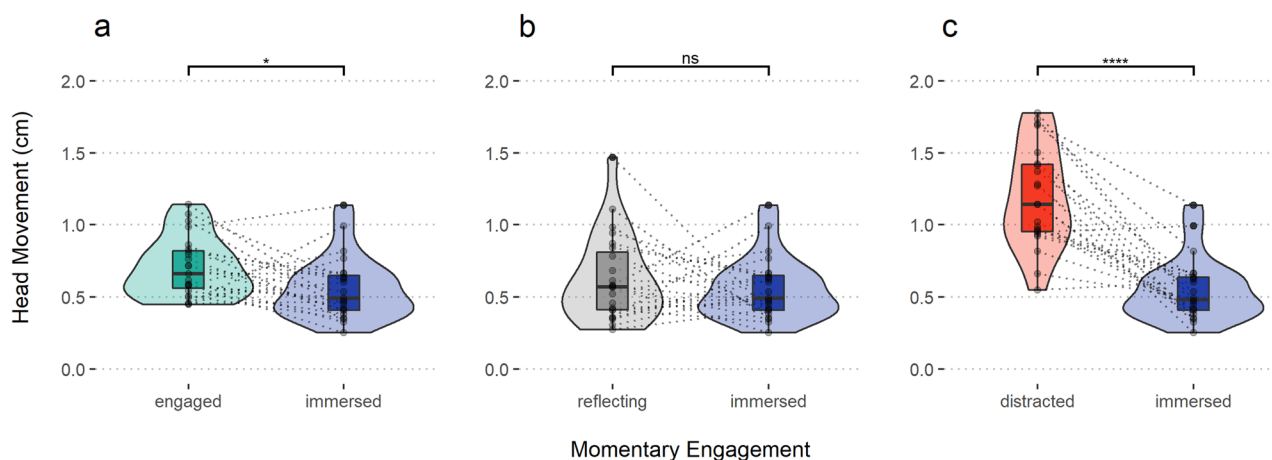 a
b
c
*
ns
****
Head Movement (cm)
2.0
1.5
1.0
0.5
0.0
engaged
immersed
2.0
1.5
1.0
0.5
0.0
reflecting
immersed
2.0
1.5
1.0
0.5
0.0
distracted
immersed
Momentary Engagement